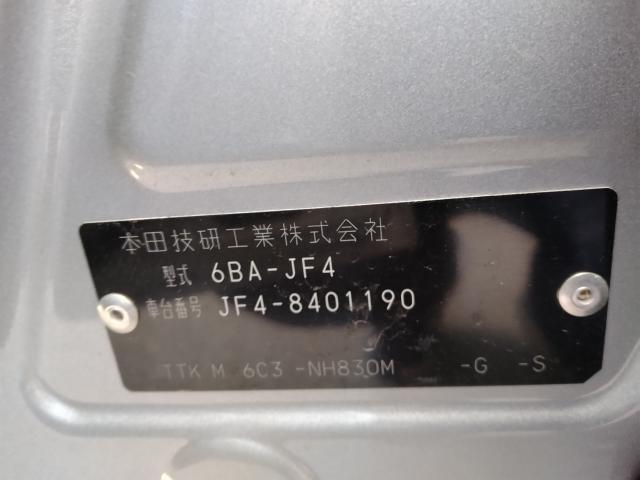 本田技研工業株式会社
型式 6BA-JF4
車台番号 JF4-8401190
TTK M 6C3 -NH830M -G -S